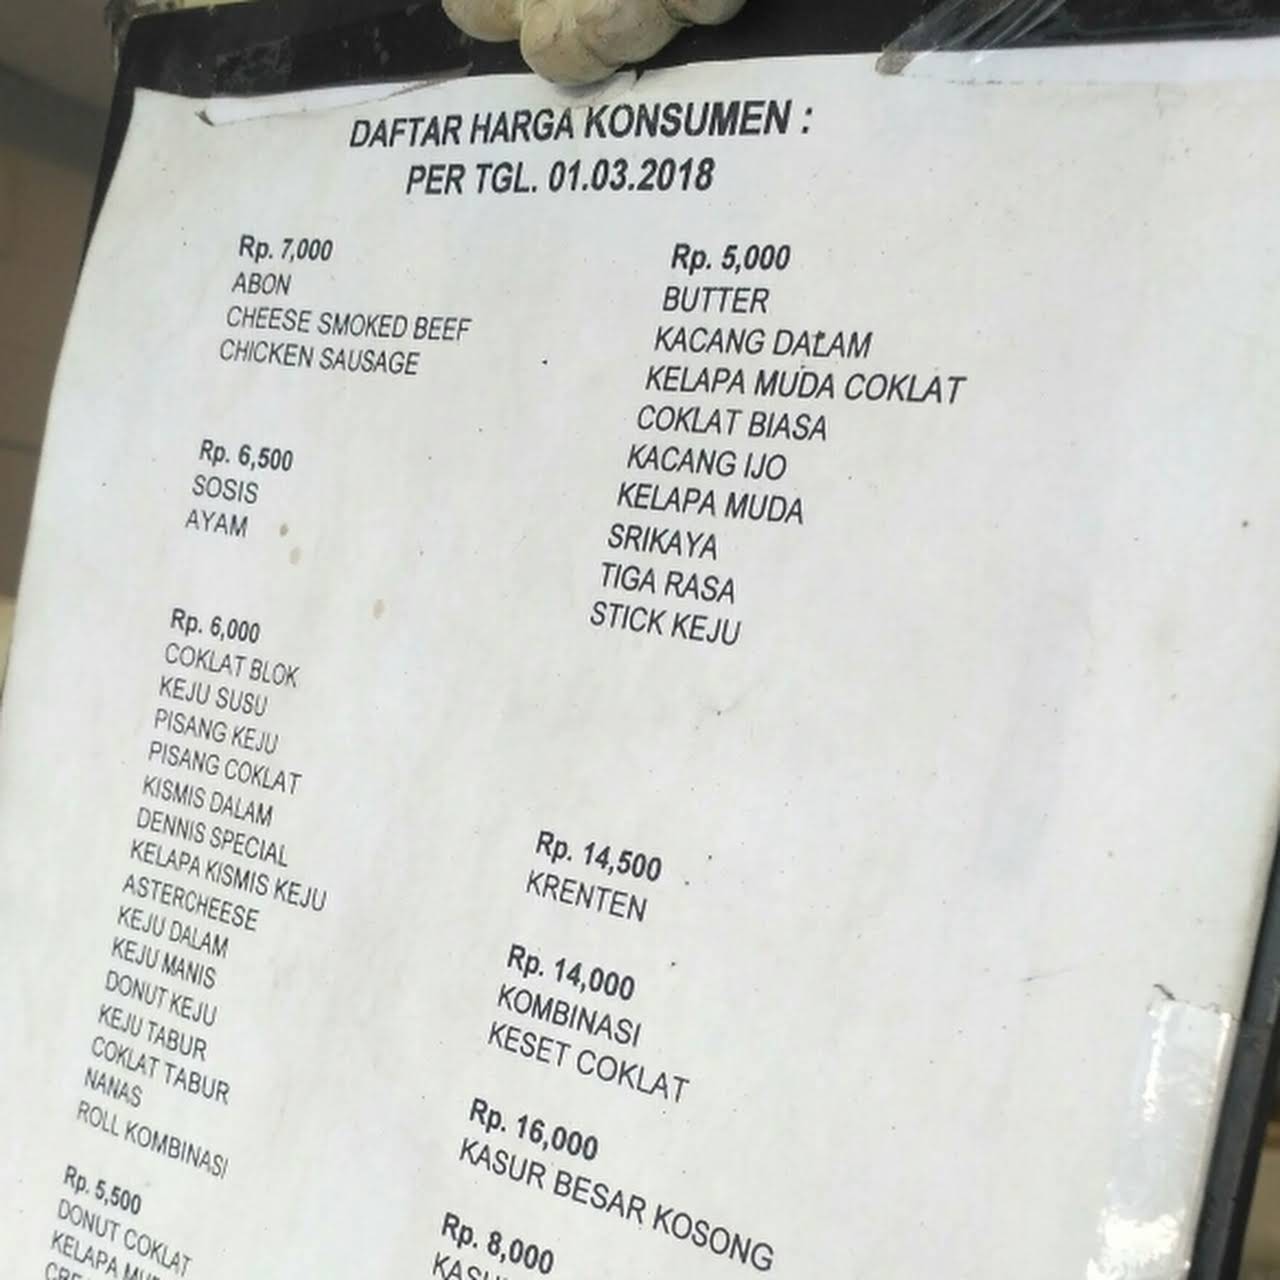 DAFTAR HARGA KONSUMEN :
PER TGL. 01.03.2018
Rp. 7,000
ABON
CHEESE SMOKED BEEF
CHICKEN SAUSAGE
Rp. 6,500
SOSIS
AYAM
Rp. 6,000
COKLAT BLOK
KEJU SUSU
PISANG KEJU
PISANG COKLAT
KISMIS DALAM
DENNIS SPECIAL
KELAPA KISMIS KEJU
ASTERCHEESE
KEJU DALAM
KEJU MANIS
DONUT KEJU
KEJU TABUR
COKLAT TABUR
NANAS
ROLL KOMBINASI
Rp. 5,500
DONUT COKLAT
KELAPA
Rp. 5,000
BUTTER
KACANG DALAM
KELAPA MUDA COKLAT
COKLAT BIASA
KACANG IJO
KELAPA MUDA
SRIKAYA
TIGA RASA
STICK KEJU
Rp. 14,500
KRENTEN
Rp. 14,000
KOMBINASI
KESET COKLAT
Rp. 16,000
KASUR BESAR KOSONG
Rp. 8,000